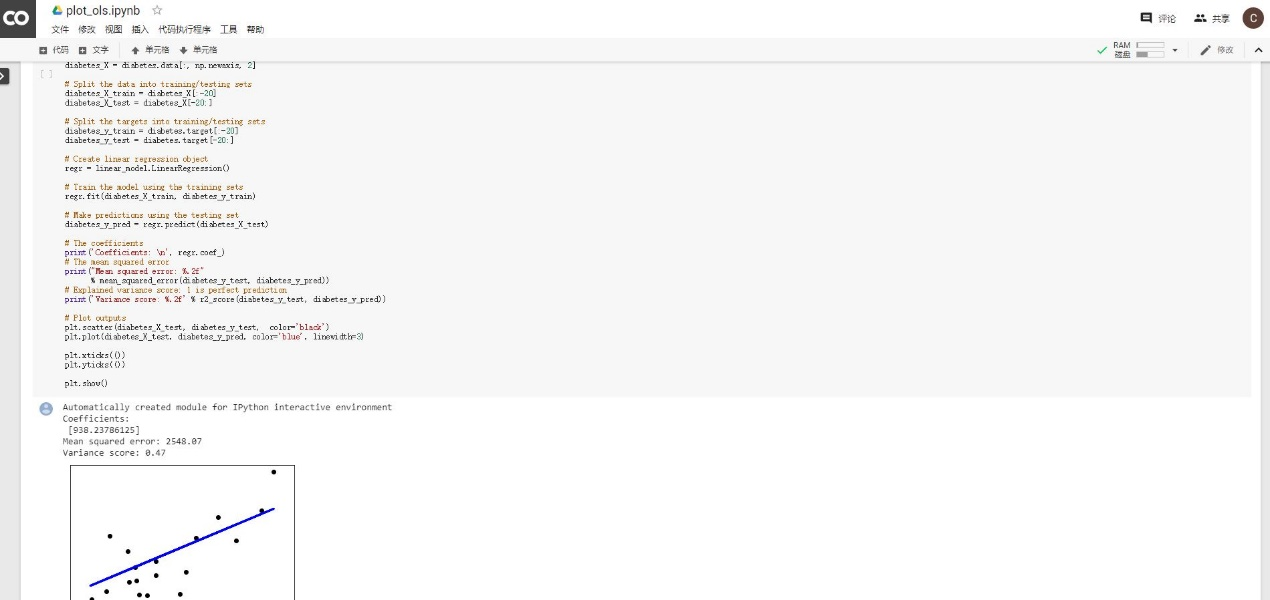 CO
plot_ols.ipynb
文件 修改 视图 插入 代码执行程序 工具 帮助
评论 共享 C
代码 文字 单元格 单元格
RAM
磁盘
修改
diabetes_X = diabetes.data[:, np.newaxis, 2]
[ ]
# Split the data into training/testing sets
diabetes_X_train = diabetes_X[:-20]
diabetes_X_test = diabetes_X[-20:]
# Split the targets into training/testing sets
diabetes_y_train = diabetes.target[:-20]
diabetes_y_test = diabetes.target[-20:]
# Create linear regression object
regr = linear_model.LinearRegression()
# Train the model using the training sets
regr.fit(diabetes_X_train, diabetes_y_train)
# Make predictions using the testing set
diabetes_y_pred = regr.predict(diabetes_X_test)
# The coefficients
print('Coefficients: \n', regr.coef_)
# The mean squared error
print("Mean squared error: %.2f"
% mean_squared_error(diabetes_y_test, diabetes_y_pred))
# Explained variance score: 1 is perfect prediction
print('Variance score: %.2f' % r2_score(diabetes_y_test, diabetes_y_pred))
# Plot outputs
plt.scatter(diabetes_X_test, diabetes_y_test,  color='black')
plt.plot(diabetes_X_test, diabetes_y_pred, color='blue', linewidth=3)
plt.xticks(())
plt.yticks(())
plt.show()
Automatically created module for IPython interactive environment
Coefficients:
[938.23786125]
Mean squared error: 2548.07
Variance score: 0.47